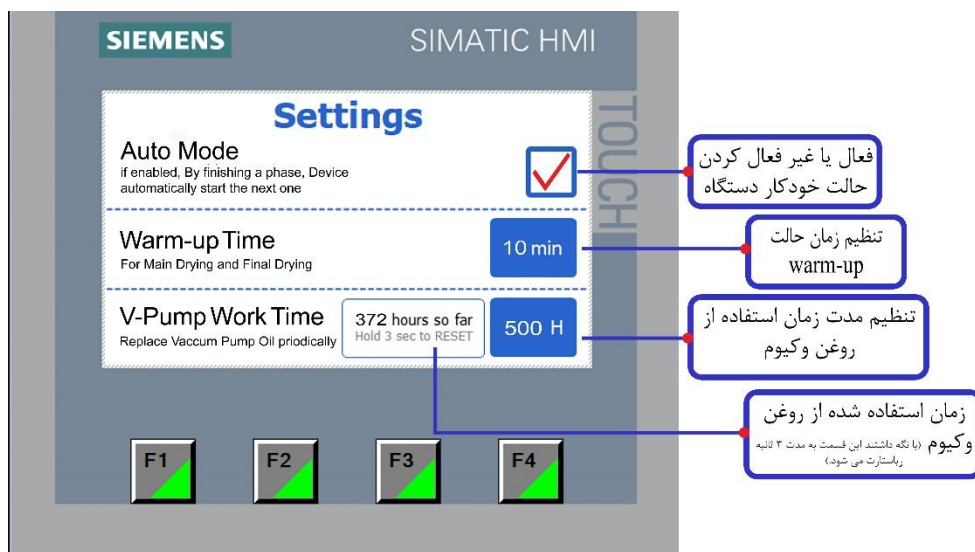 SIEMENS
SIMATIC HMI
TOUCH
Settings
Auto Mode
if enabled, By finishing a phase, Device
automatically start the next one
فعال یا غیر فعال کردن
حالت خودکار دستگاه
Warm-up Time
For Main Drying and Final Drying
10 min
تنظیم زمان حالت
warm-up
V-Pump Work Time
Replace Vaccum Pump Oil priodically
372 hours so far
Hold 3 sec to RESET
500 H
تنظیم مدت زمان استفاده از
روغن وکیوم
زمان استفاده شده از روغن
وکیوم (با نگه داشتند این قسمت به مدت ۳ ثانیه
ریاستارت می شود.)
F1
F2
F3
F4